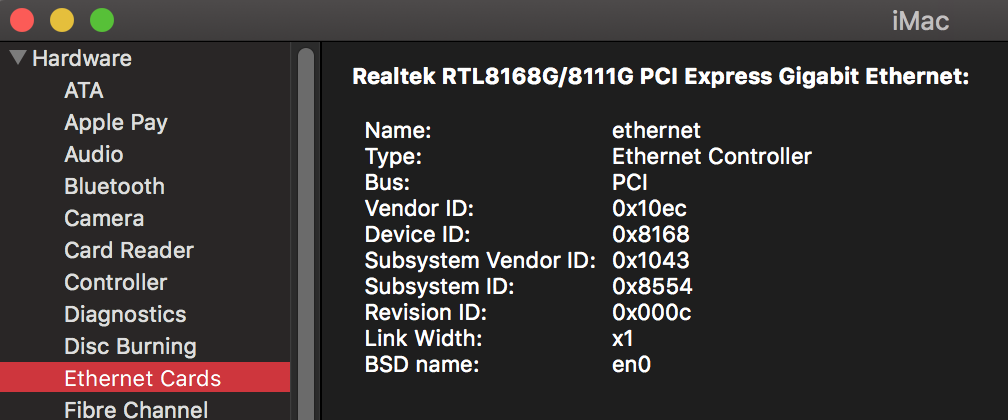 iMac
Hardware
ATA
Apple Pay
Audio
Bluetooth
Camera
Card Reader
Controller
Diagnostics
Disc Burning
Ethernet Cards
Fibre Channel
Realtek RTL8168G/8111G PCI Express Gigabit Ethernet:
Name: ethernet
Type: Ethernet Controller
Bus: PCI
Vendor ID: 0x10ec
Device ID: 0x8168
Subsystem Vendor ID: 0x1043
Subsystem ID: 0x8554
Revision ID: 0x000c
Link Width: x1
BSD name: en0